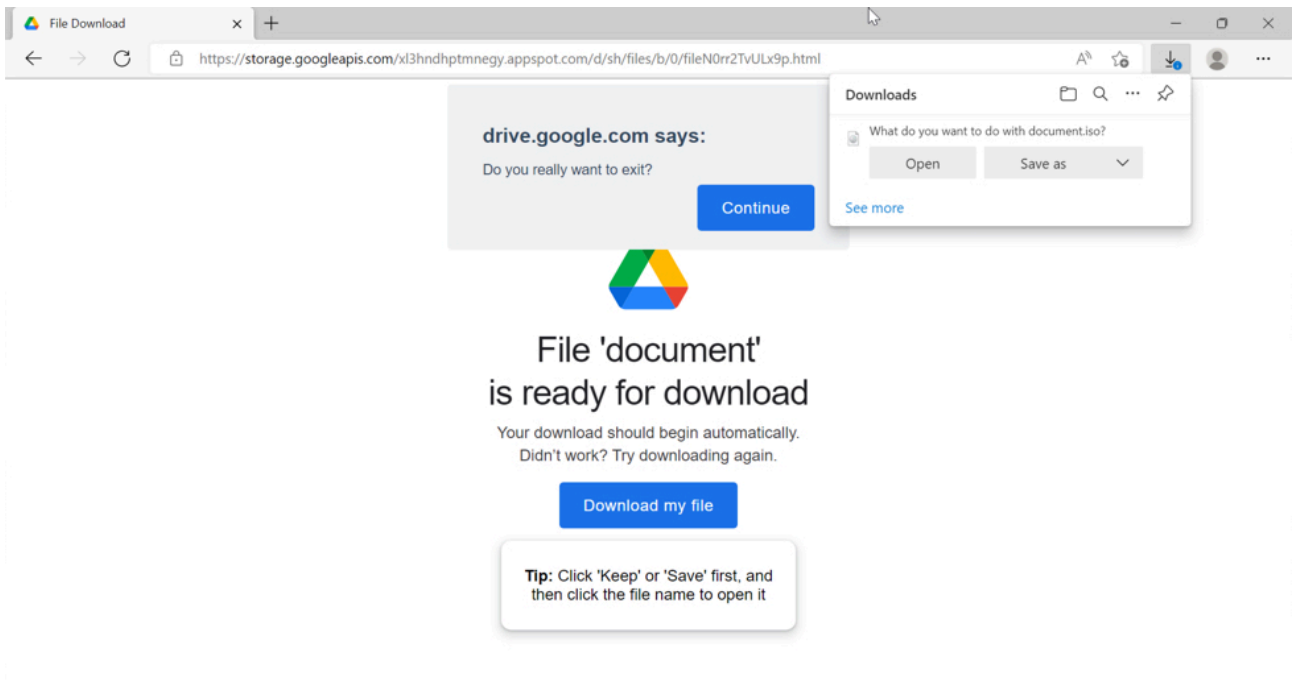 File Download
https://storage.googleapis.com/xl3hndhptmnegy.appspot.com/d/sh/files/b/0/fileN0rr2TvULx9p.html
Downloads
What do you want to do with document.iso?
Open
Save as
See more
drive.google.com says:
Do you really want to exit?
Continue
File 'document'
is ready for download
Your download should begin automatically.
Didn't work? Try downloading again.
Download my file
Tip: Click 'Keep' or 'Save' first, and
then click the file name to open it